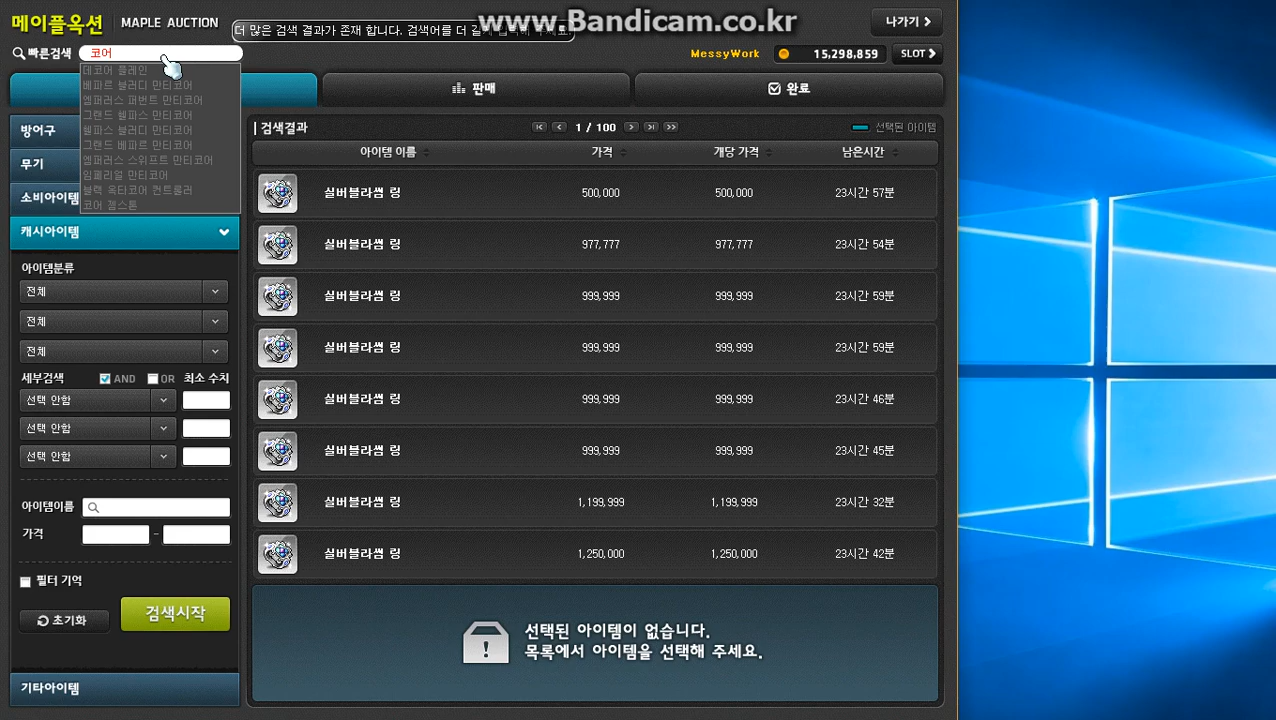 메이플옥션 MAPLE AUCTION
더 많은 검색 결과가 존재 합니다. 검색어를 더 길게 입력해 주세요.
www.Bandicam.co.kr
나가기
빠른검색 코어
MessyWork 15,298,859 SLOT
데코어 플레인
베파르 블러디 만티코어
엠퍼러스 퍼번트 만티코어
그랜드 쉘파스 만티코어
쉘파스 블러디 만티코어
그랜드 베파르 만티코어
엠퍼러스 스위프트 만티코어
임페리얼 만티코어
블랙 옥티코어 컨트롤러
코어 젬스톤
판매
완료
방어구
무기
소비아이템
캐시아이템
아이템분류
전체
전체
전체
세부검색 AND OR 최소 수치
선택 안함
선택 안함
선택 안함
아이템이름
가격 -
필터 기억
초기화 검색시작
기타아이템
검색결과 1 / 100 선택된 아이템
아이템 이름 가격 개당 가격 남은시간
실버블라썸 링 500,000 500,000 23시간 57분
실버블라썸 링 977,777 977,777 23시간 54분
실버블라썸 링 999,999 999,999 23시간 59분
실버블라썸 링 999,999 999,999 23시간 59분
실버블라썸 링 999,999 999,999 23시간 46분
실버블라썸 링 999,999 999,999 23시간 45분
실버블라썸 링 1,199,999 1,199,999 23시간 32분
실버블라썸 링 1,250,000 1,250,000 23시간 42분
선택된 아이템이 없습니다.
목록에서 아이템을 선택해 주세요.